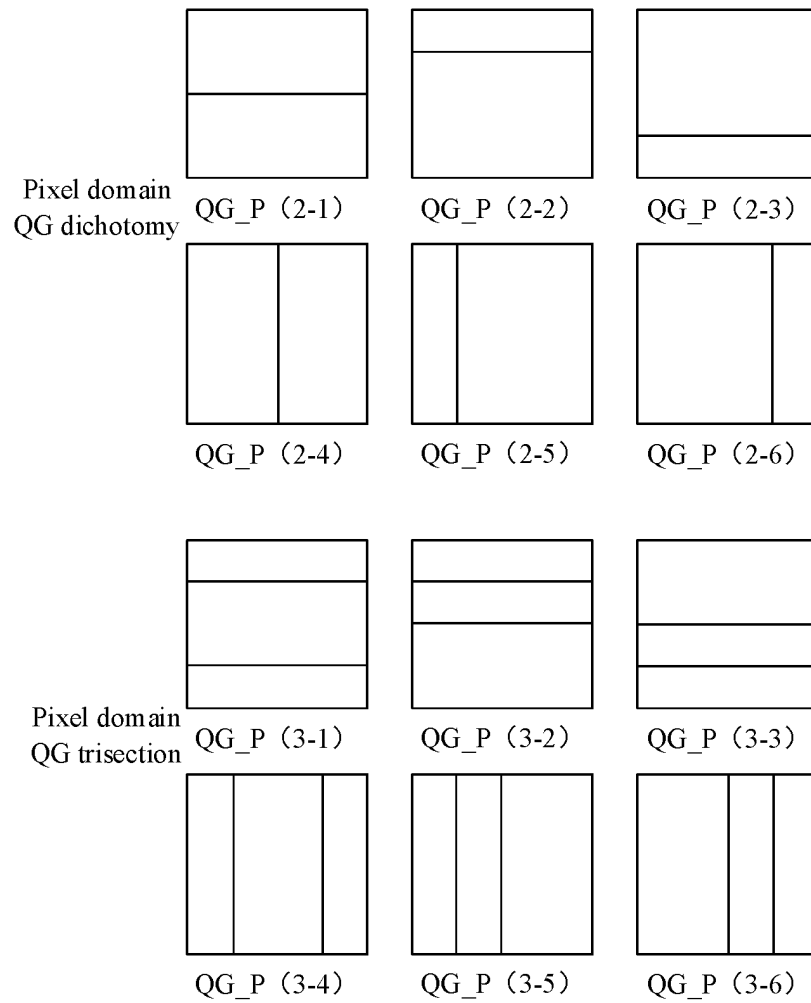 Pixel domain
QG dichotomy
QG_P（2-1） QG_P（2-2） QG_P（2-3）
QG_P（2-4） QG_P（2-5） QG_P（2-6）
Pixel domain
QG trisection
QG_P（3-1） QG_P（3-2） QG_P（3-3）
QG_P（3-4） QG_P（3-5） QG_P（3-6）